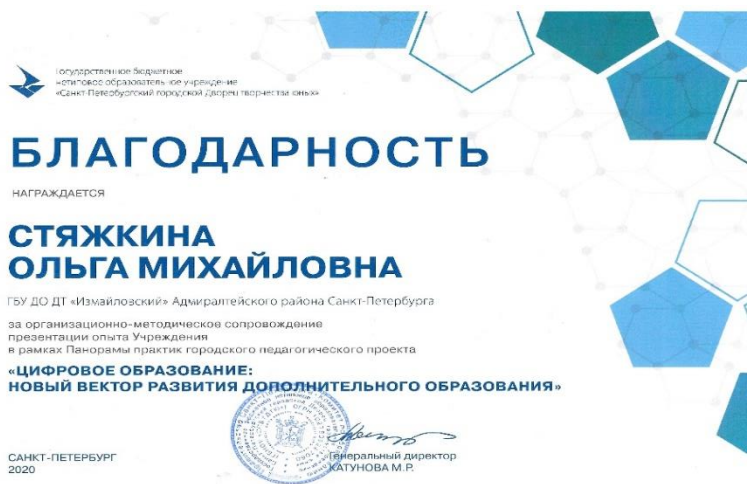 Государственное бюджетное
нетиповое образовательное учреждение
«Санкт-Петербургский городской Дворец творчества юных»
БЛАГОДАРНОСТЬ
НАГРАЖДАЕТСЯ
СТЯЖКИНА
ОЛЬГА МИХАЙЛОВНА
ГБУ ДО ДТ «Измайловский» Адмиралтейского района Санкт-Петербурга
за организационно-методическое сопровождение
презентации опыта Учреждения
в рамках Панорамы практик городского педагогического проекта
«ЦИФРОВОЕ ОБРАЗОВАНИЕ:
НОВЫЙ ВЕКТОР РАЗВИТИЯ ДОПОЛНИТЕЛЬНОГО ОБРАЗОВАНИЯ»
САНКТ-ПЕТЕРБУРГ
2020
Генеральный директор
КАТУНОВА М.Р.